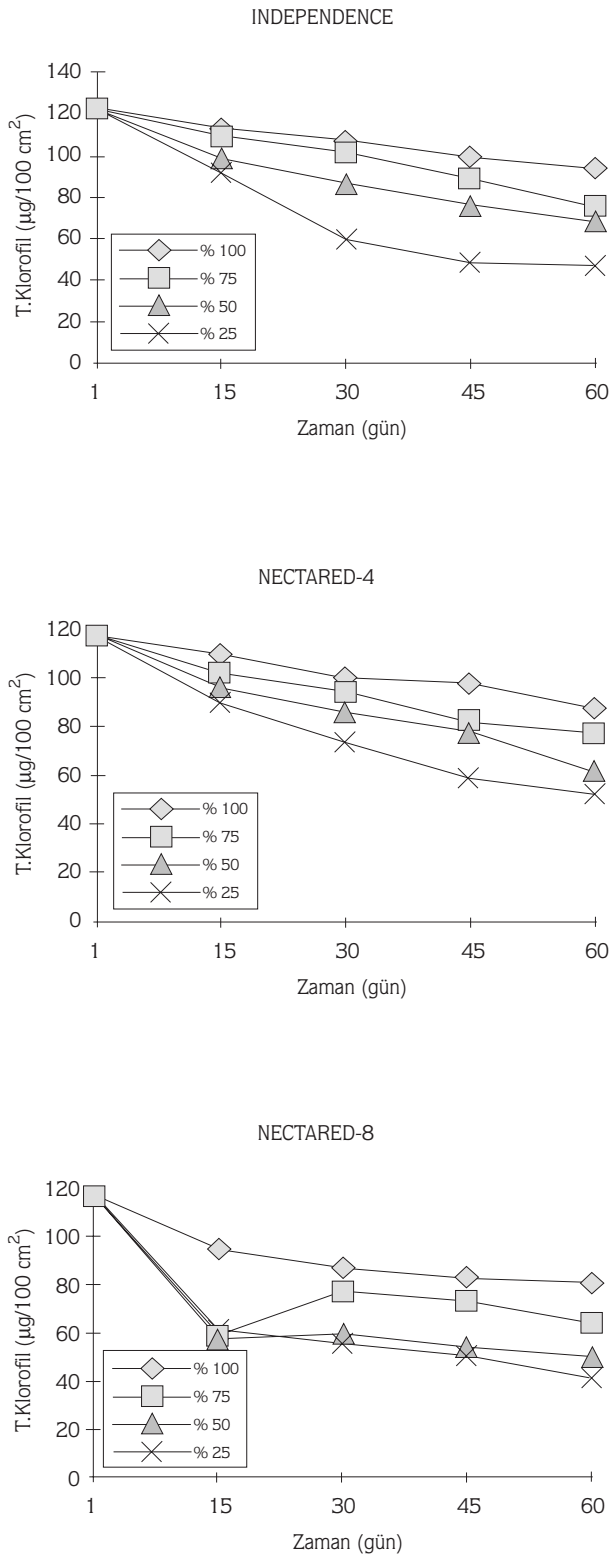 INDEPENDENCE
T.Klorofil (µg/100 cm²)
140
120
100
80
60
40
20
0
% 100
% 75
% 50
% 25
1 15 30 45 60
Zaman (gün)
NECTARED-4
T.Klorofil (µg/100 cm²)
120
100
80
60
40
20
0
% 100
% 75
% 50
% 25
1 15 30 45 60
Zaman (gün)
NECTARED-8
T.Klorofil (µg/100 cm²)
120
100
80
60
40
20
0
% 100
% 75
% 50
% 25
1 15 30 45 60
Zaman (gün)